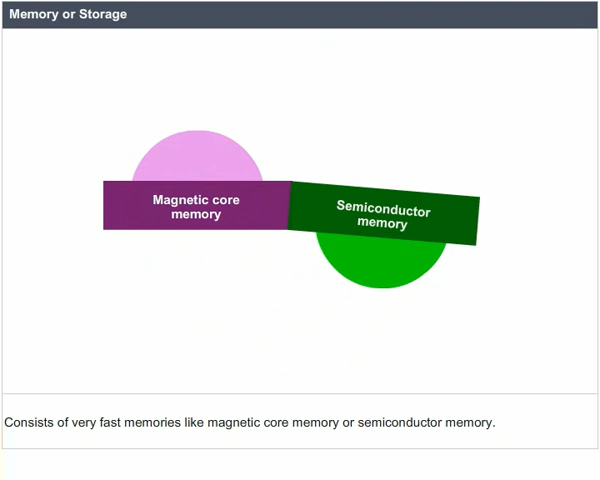 Memory or Storage
Magnetic core
memory
Semiconductor
memory
Consists of very fast memories like magnetic core memory or semiconductor memory.